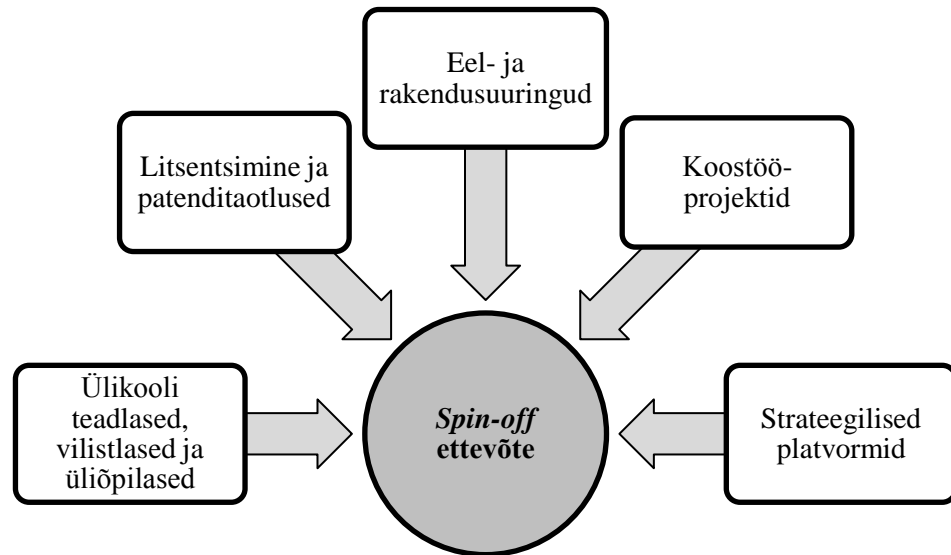 Eel- ja
rakendusuuringud
Litsentsimine ja
patenditaotlused
Koostöö-
projektid
Ülikooli
teadlased,
vilistlased ja
üliõpilased
Spin-off
ettevõte
Strateegilised
platvormid